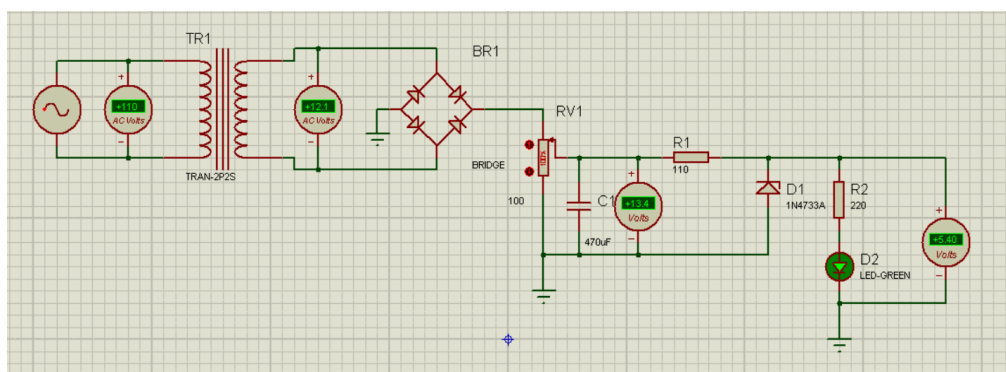 TR1
+
+110
AC Volts
−
TRAN-2P2S
+
+12.1
AC Volts
−
BR1
BRIDGE
RV1
100%
100
C1
470uF
+
+13.4
Volts
−
R1
110
D1
1N4733A
R2
220
D2
LED-GREEN
+
+5.40
Volts
−